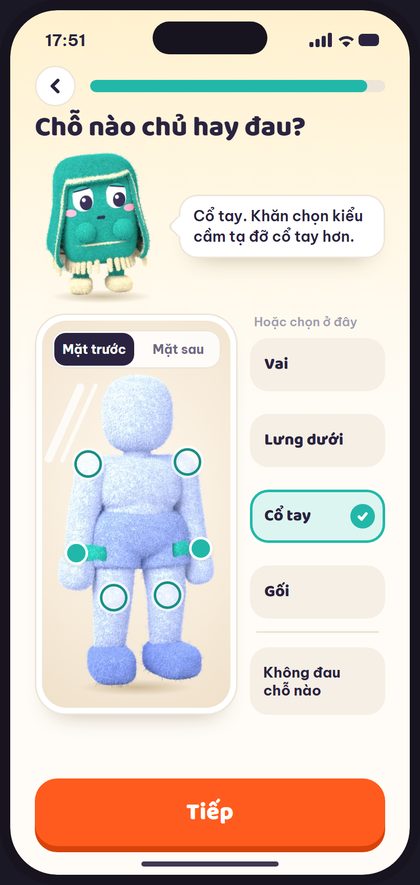 17:51
Chỗ nào chủ hay đau?
Cổ tay. Khăn chọn kiểu
cầm tạ đỡ cổ tay hơn.
Hoặc chọn ở đây
Mặt trước
Mặt sau
Vai
Lưng dưới
Cổ tay
Gối
Không đau
chỗ nào
Tiếp